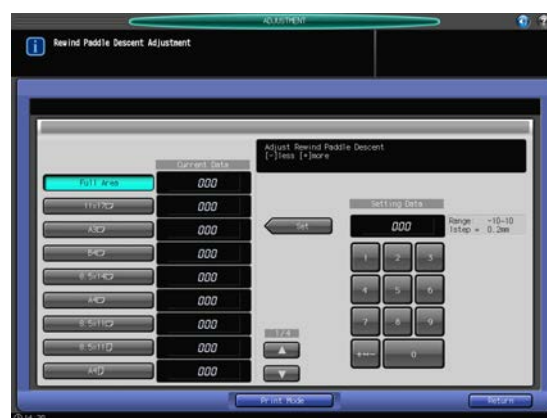 ADJUSTMENT
Rewind Paddle Descent Adjustment
Adjust Rewind Paddle Descent
[-]less [+]more
Current Data
Full Area 000
11x17 000
A3 000
B4 000
8.5x14 000
A4 000
8.5x11 000
8.5x11 000
A4 000
Setting Data
Set
000
Range -10-10
1step = 0.2mm
1 2 3
4 5 6
7 8 9
+-- 0
1/4
Print Mode
Return